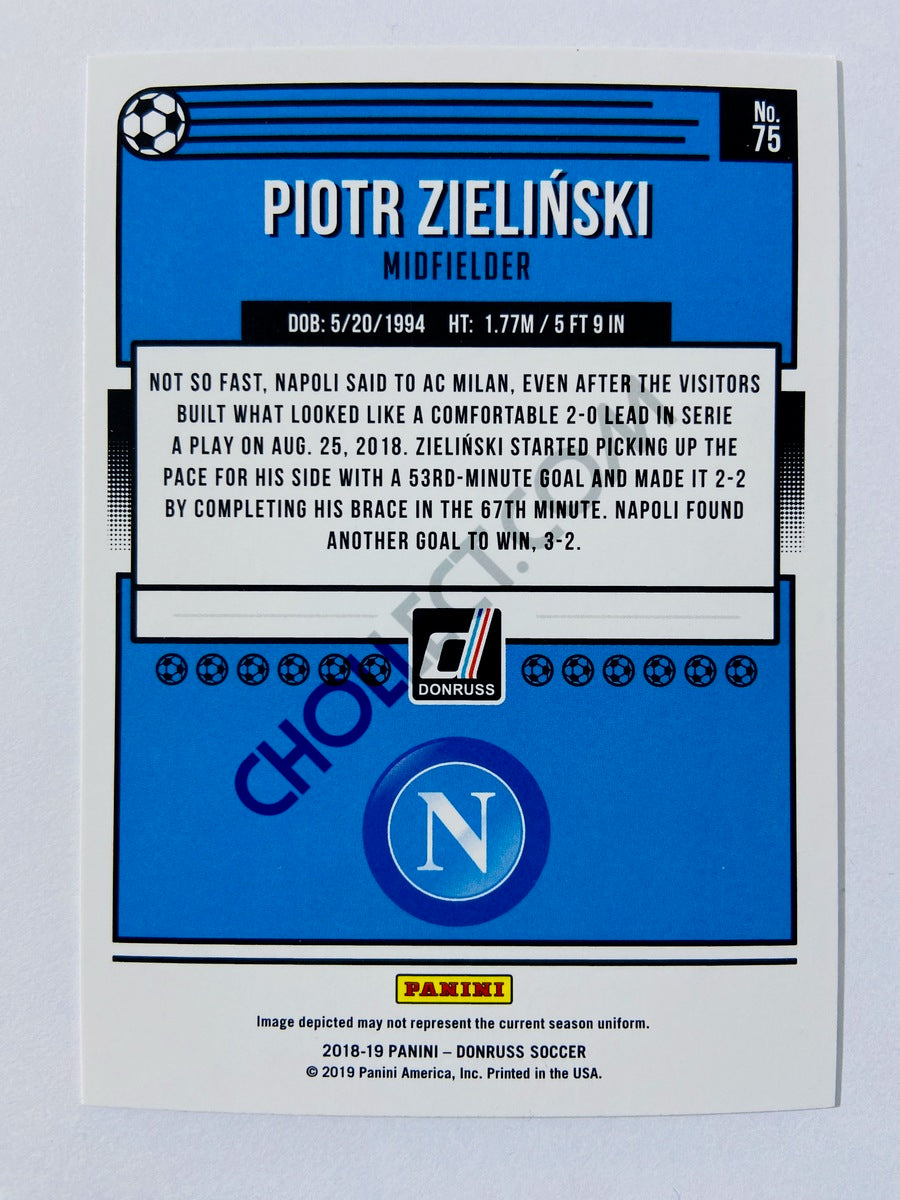 No.
75
PIOTR ZIELIŃSKI
MIDFIELDER
DOB: 5/20/1994 HT: 1.77M / 5 FT 9 IN
NOT SO FAST, NAPOLI SAID TO AC MILAN, EVEN AFTER THE VISITORS
BUILT WHAT LOOKED LIKE A COMFORTABLE 2-0 LEAD IN SERIE
A PLAY ON AUG. 25, 2018. ZIELIŃSKI STARTED PICKING UP THE
PACE FOR HIS SIDE WITH A 53RD-MINUTE GOAL AND MADE IT 2-2
BY COMPLETING HIS BRACE IN THE 67TH MINUTE. NAPOLI FOUND
ANOTHER GOAL TO WIN, 3-2.
d
DONRUSS
CHOLLECT.COM
N
PANINI
Image depicted may not represent the current season uniform.
2018-19 PANINI – DONRUSS SOCCER
© 2019 Panini America, Inc. Printed in the USA.